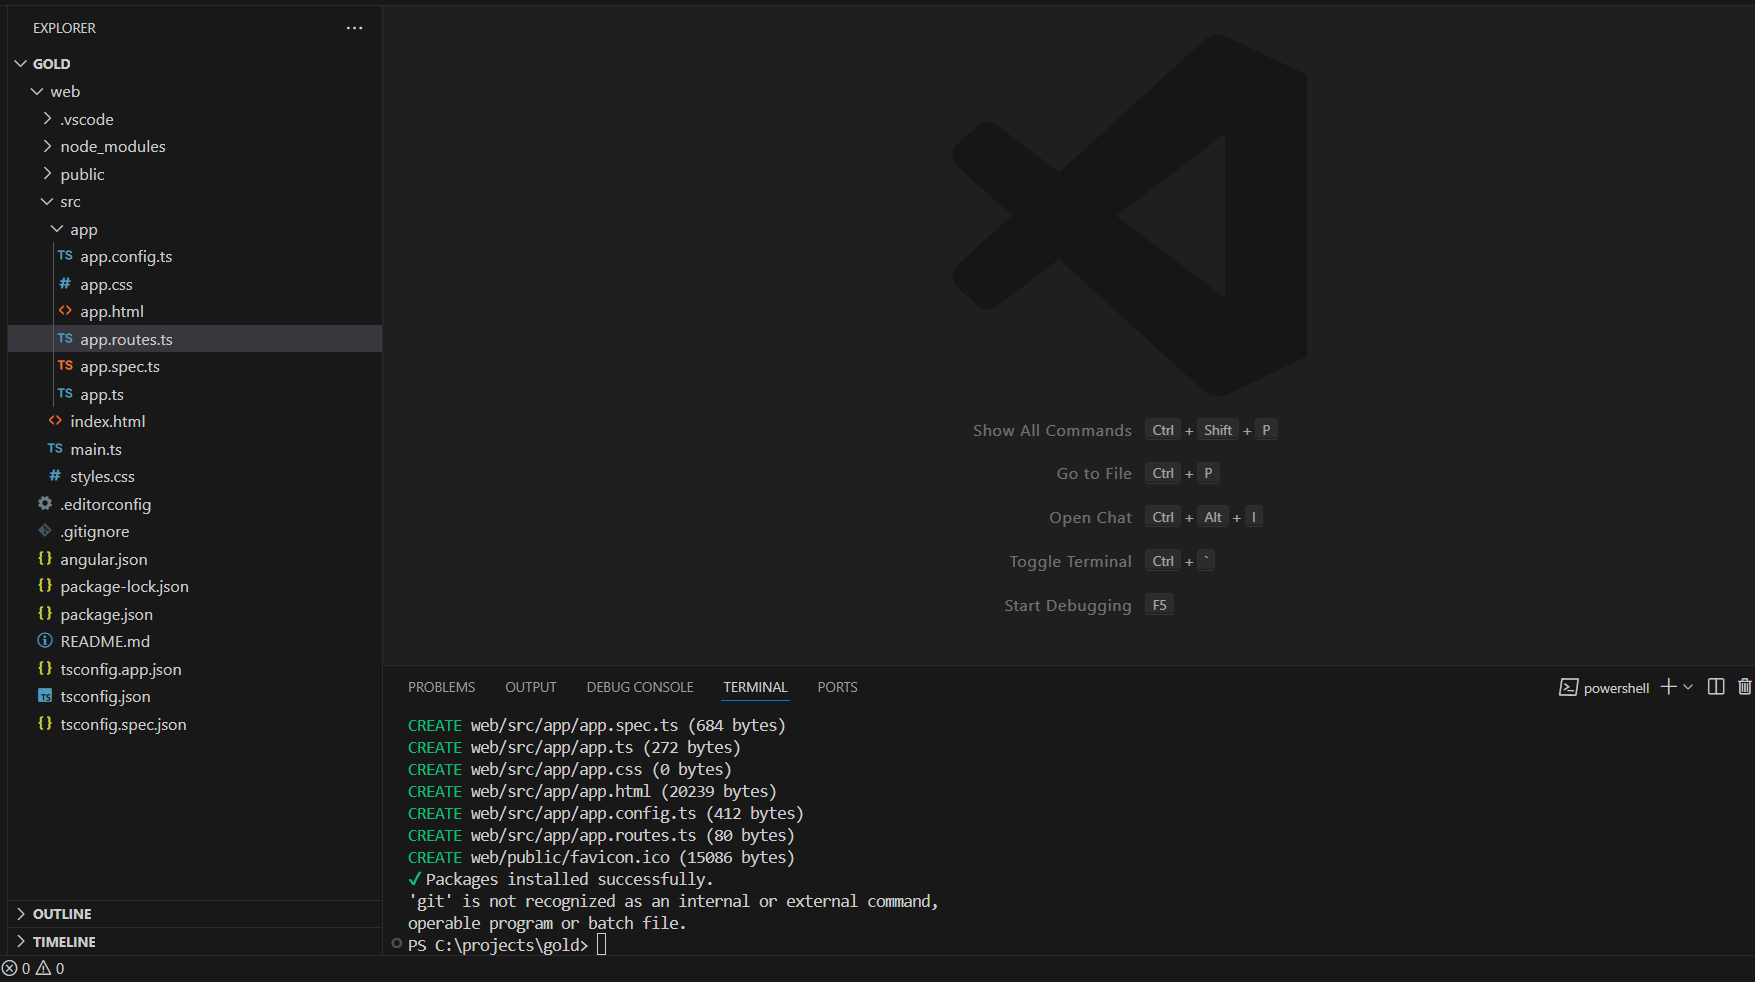 EXPLORER
GOLD
web
.vscode
node_modules
public
src
app
TS app.config.ts
# app.css
<> app.html
TS app.routes.ts
TS app.spec.ts
TS app.ts
<> index.html
TS main.ts
# styles.css
.editorconfig
.gitignore
{} angular.json
{} package-lock.json
{} package.json
README.md
{} tsconfig.app.json
TS tsconfig.json
{} tsconfig.spec.json
OUTLINE
TIMELINE
0 0
Show All Commands Ctrl + Shift + P
Go to File Ctrl + P
Open Chat Ctrl + Alt + I
Toggle Terminal Ctrl + `
Start Debugging F5
PROBLEMS OUTPUT DEBUG CONSOLE TERMINAL PORTS powershell
CREATE web/src/app/app.spec.ts (684 bytes)
CREATE web/src/app/app.ts (272 bytes)
CREATE web/src/app/app.css (0 bytes)
CREATE web/src/app/app.html (20239 bytes)
CREATE web/src/app/app.config.ts (412 bytes)
CREATE web/src/app/app.routes.ts (80 bytes)
CREATE web/public/favicon.ico (15086 bytes)
✔ Packages installed successfully.
'git' is not recognized as an internal or external command,
operable program or batch file.
PS C:\projects\gold>